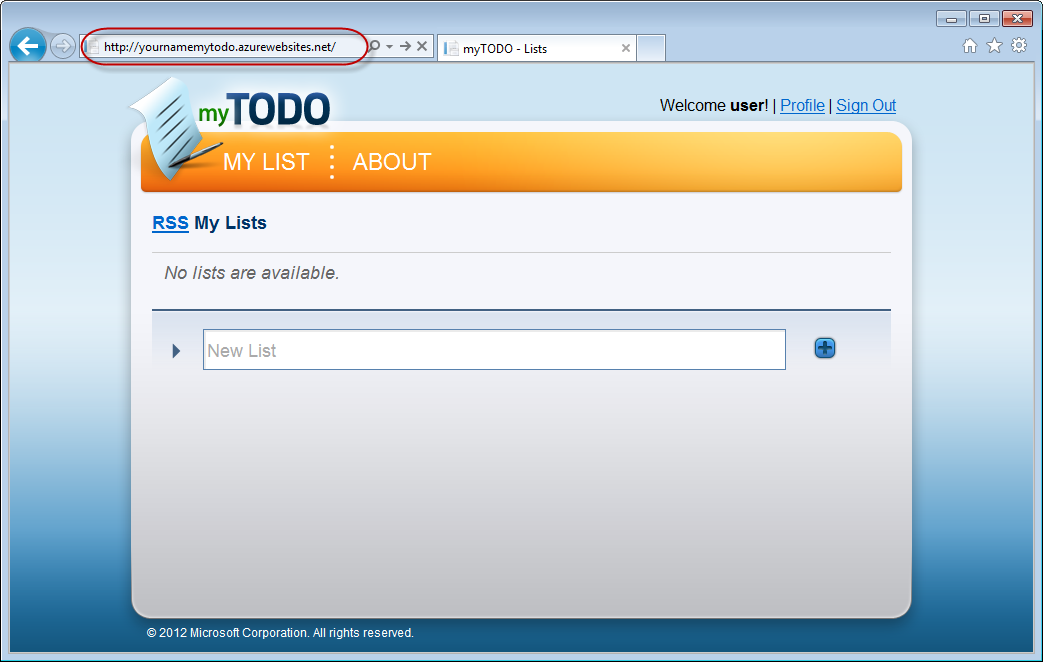 http://yournamemytodo.azurewebsites.net/
myTODO - Lists
myTODO
Welcome user! | Profile | Sign Out
MY LIST
ABOUT
RSS My Lists
No lists are available.
New List
© 2012 Microsoft Corporation. All rights reserved.